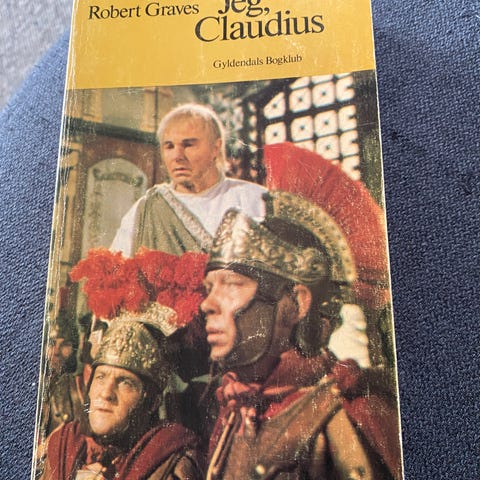 Robert Graves
Jeg,
Claudius
Gyldendals Bogklub